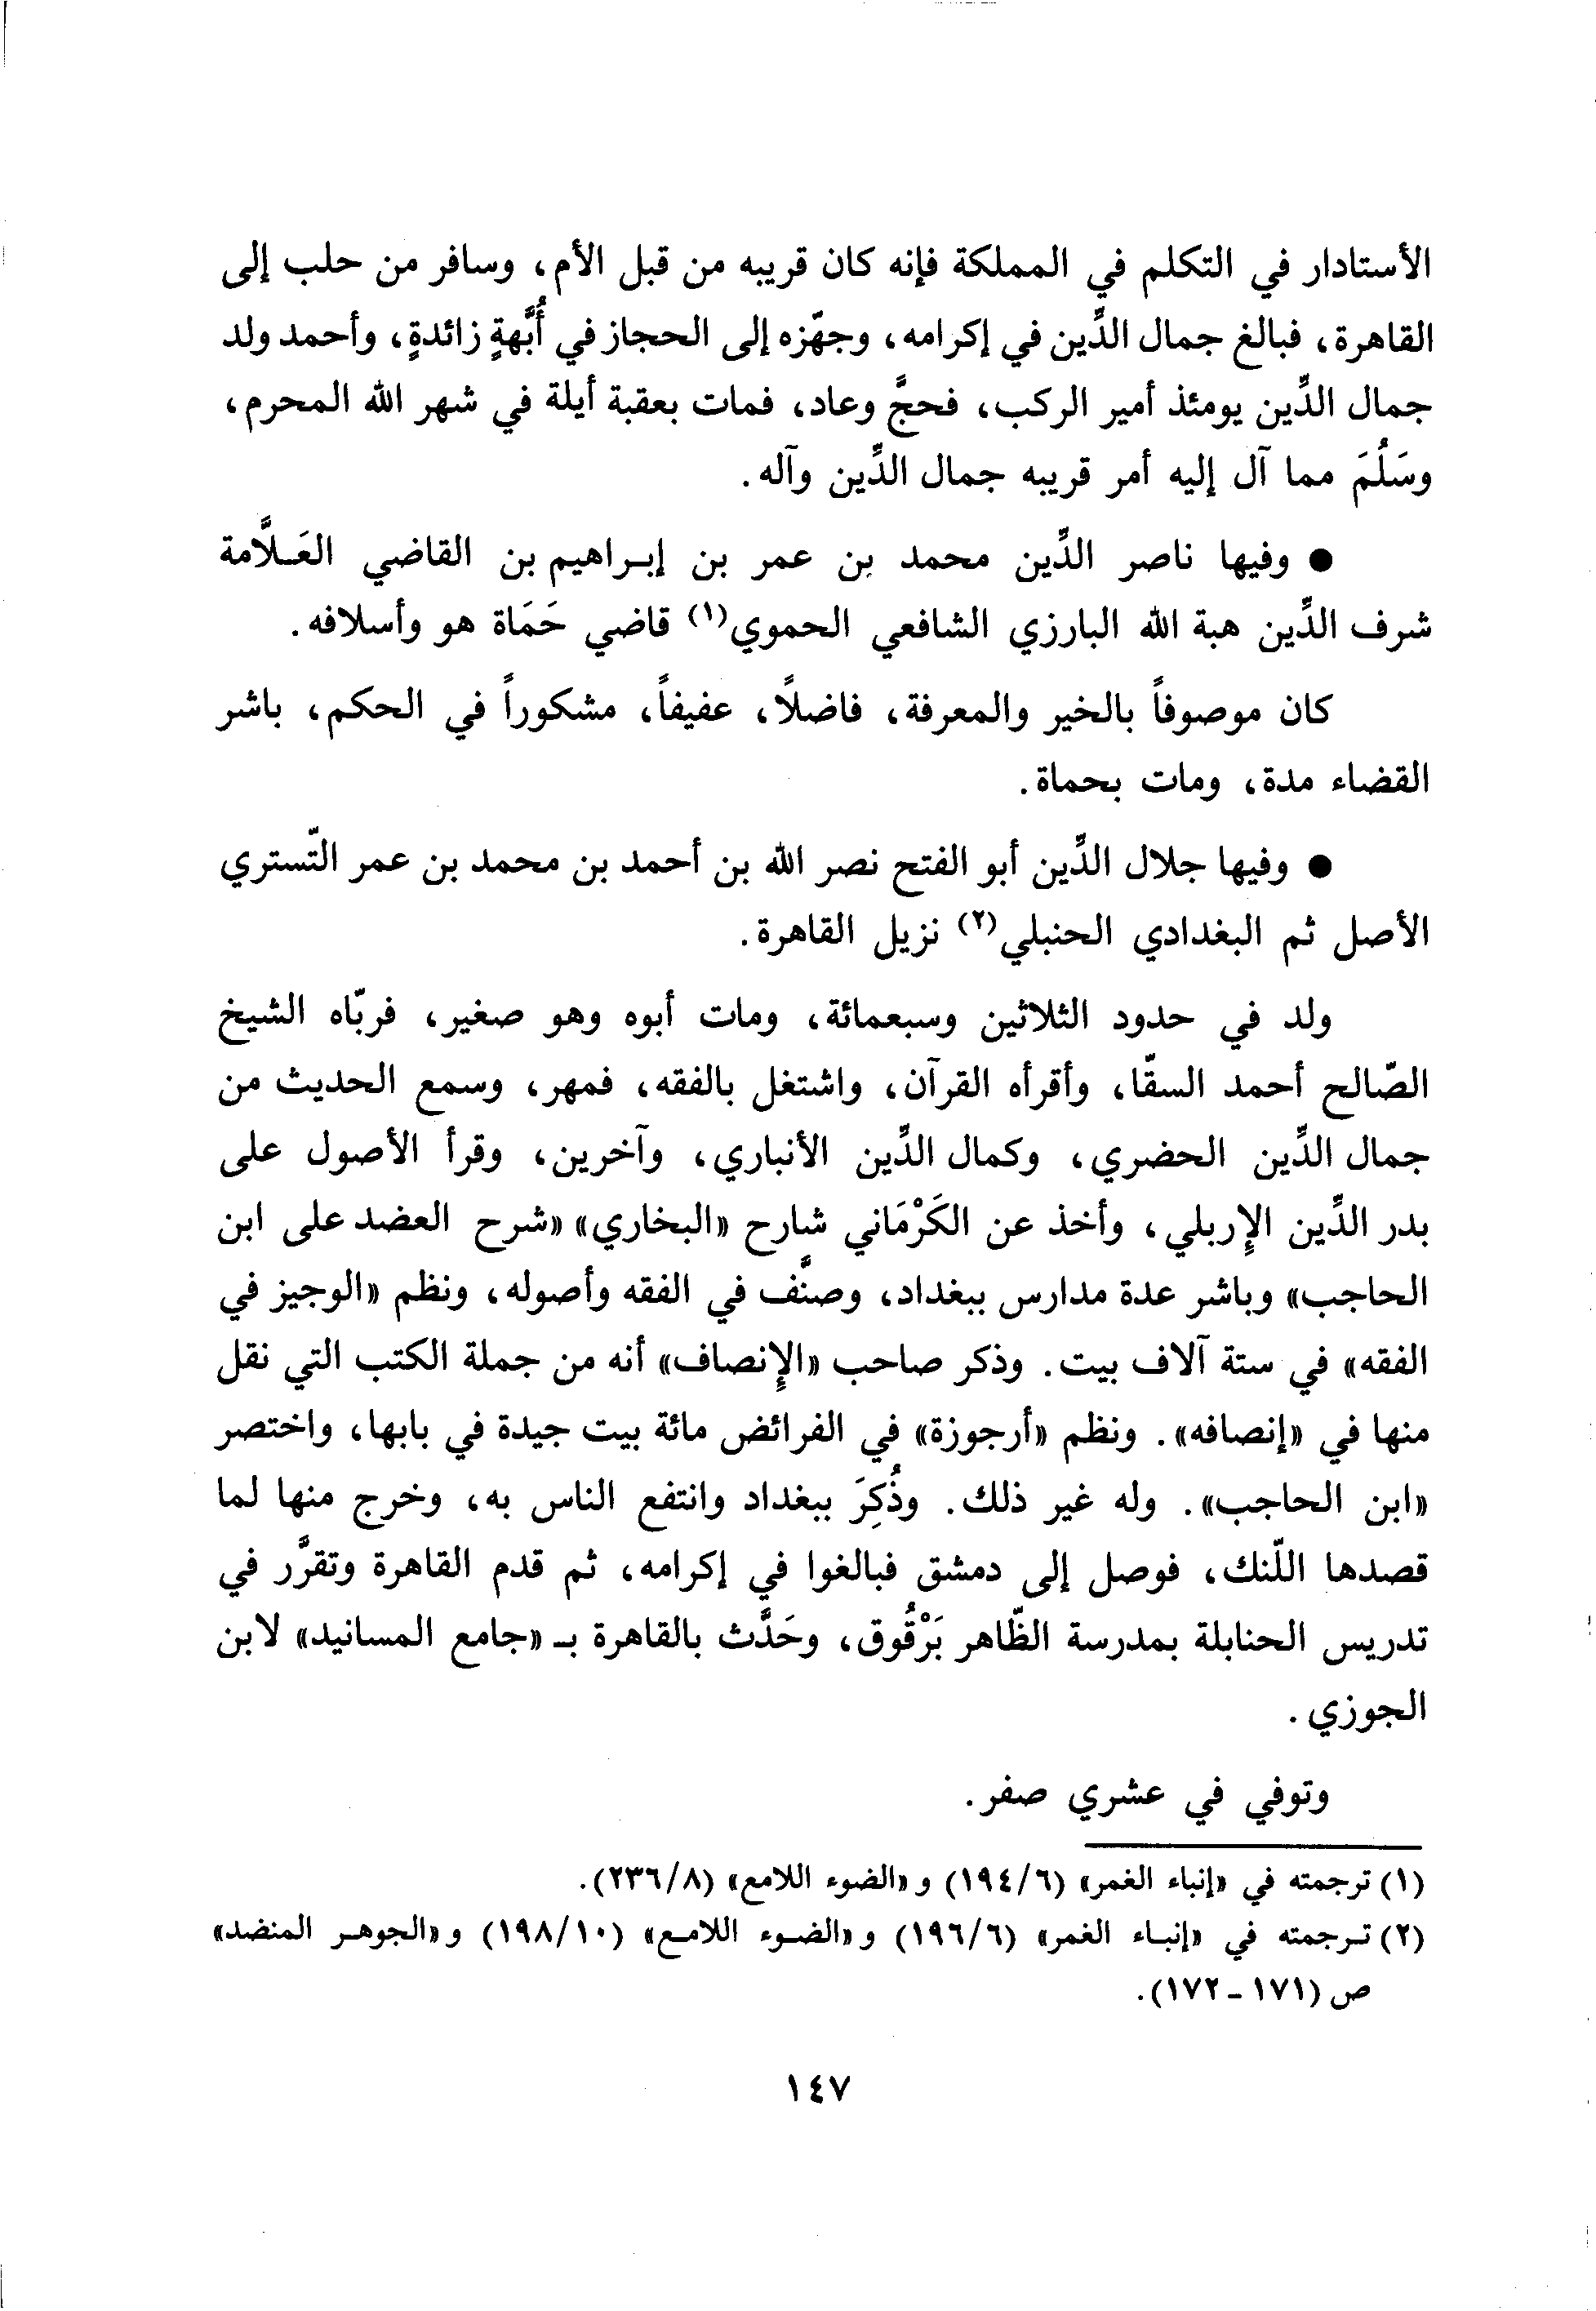 الأستادار في التكلم في المملكة فإنه كان قريبه من قبل الأم، وسافر من حلب إلى
القاهرة، فبالغ جمال الدِّين في إكرامه، وجهّزه إلى الحجاز في أُبَّهةٍ زائدةٍ، وأحمد ولد
جمال الدِّين يومئذ أمير الركب، فحجَّ وعاد، فمات بعقبة أيلة في شهر الله المحرم،
وسَلُمَ مما آل إليه أمر قريبه جمال الدِّين وآله.
● وفيها ناصر الدِّين محمد بن عمر بن إبـراهيم بن القاضي العَـلَّامة
شرف الدِّين هبة الله البارزي الشافعي الحموي(١) قاضي حَمَاة هو وأسلافه.
كان موصوفاً بالخير والمعرفة، فاضلاً، عفيفاً، مشكوراً في الحكم، باشر
القضاء مدة، ومات بحماة.
● وفيها جلال الدِّين أبو الفتح نصر الله بن أحمد بن محمد بن عمر التّستري
الأصل ثم البغدادي الحنبلي(٢) نزيل القاهرة.
ولد في حدود الثلاثين وسبعمائة، ومات أبوه وهو صغير، فربّاه الشيخ
الصّالح أحمد السقّا، وأقرأه القرآن، واشتغل بالفقه، فمهر، وسمع الحديث من
جمال الدِّين الحضري، وكمال الدِّين الأنباري، وآخرين، وقرأ الأصول على
بدر الدِّين الإربلي، وأخذ عن الكَرْمَاني شارح «البخاري» «شرح العضد على ابن
الحاجب» وباشر عدة مدارس ببغداد، وصنَّف في الفقه وأصوله، ونظم «الوجيز في
الفقه» في ستة آلاف بيت. وذكر صاحب «الإنصاف» أنه من جملة الكتب التي نقل
منها في «إنصافه». ونظم «أرجوزة» في الفرائض مائة بيت جيدة في بابها، واختصر
«ابن الحاجب». وله غير ذلك. وذُكِرَ ببغداد وانتفع الناس به، وخرج منها لما
قصدها اللّنك، فوصل إلى دمشق فبالغوا في إكرامه، ثم قدم القاهرة وتقرَّر في
تدريس الحنابلة بمدرسة الظّاهر بَرْقُوق، وحَدَّث بالقاهرة بـ «جامع المسانيد» لابن
الجوزي.
وتوفي في عشري صفر.
(١) ترجمته في «إنباء الغمر» (٦/١٩٤) و«الضوء اللامع» (٨/٢٣٦).
(٢) تـرجمته في «إنبـاء الغمر» (٦/١٩٦) و«الضـوء اللامـع» (١٠/١٩٨) و«الجوهـر المنضد»
ص (١٧١ - ١٧٢).
١٤٧